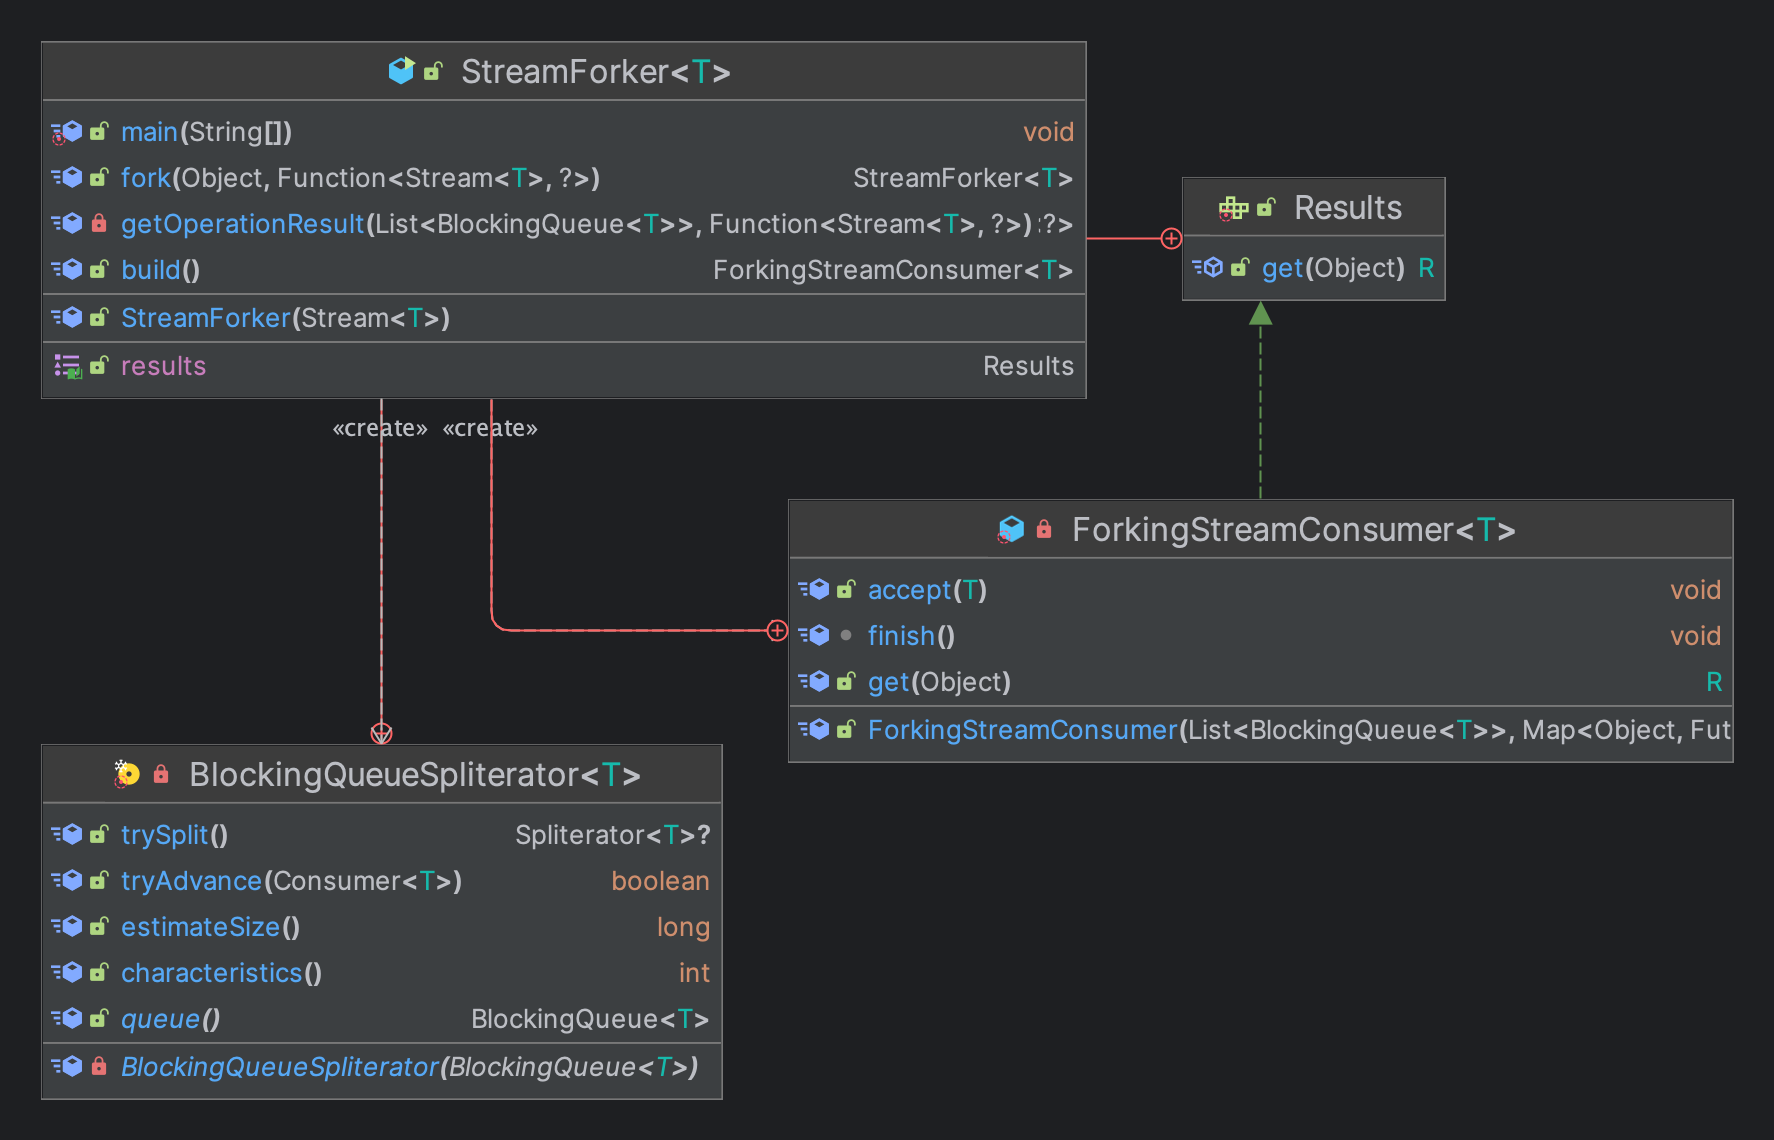 StreamForker<T>
main(String[]) void
fork(Object, Function<Stream<T>, ?>) StreamForker<T>
getOperationResult(List<BlockingQueue<T>>, Function<Stream<T>, ?>) ?>
build() ForkingStreamConsumer<T>
StreamForker(Stream<T>)
results Results
Results
get(Object) R
«create» «create»
ForkingStreamConsumer<T>
accept(T) void
finish() void
get(Object) R
ForkingStreamConsumer(List<BlockingQueue<T>>, Map<Object, Fut
BlockingQueueSpliterator<T>
trySplit() Spliterator<T>?
tryAdvance(Consumer<T>) boolean
estimateSize() long
characteristics() int
queue() BlockingQueue<T>
BlockingQueueSpliterator(BlockingQueue<T>)